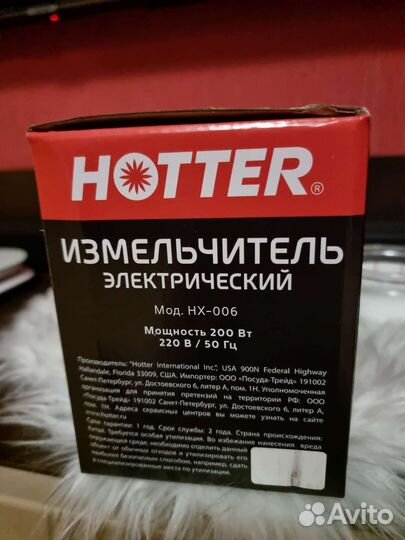 HOTTER®
ИЗМЕЛЬЧИТЕЛЬ
ЭЛЕКТРИЧЕСКИЙ
Мод. HX-006
Мощность 200 Вт
220 В / 50 Гц
Производитель: "Hotter International Inc.", USA 900N Federal Highway
Hallandale, Florida 33009, США. Импортер: ООО «Посуда-Трейд» 191002
Санкт-Петербург, ул. Достоевского 6, литер А, пом. 1Н. Уполномоченная
организация для принятия претензий на территории РФ: ООО
«Посуда-Трейд» 191002 Санкт-Петербург, ул. Достоевского 6, литер А,
пом. 1Н. Адреса сервисных центров вы можете узнать на сайте
www.hotter.ru
Срок гарантии: 1 год. Срок службы: 2 года. Страна происхождения:
Китай. Требуется особая утилизация. Во избежание нанесения вреда
окружающей среде, необходимо отделить данный
объект от обычных отходов и утилизировать его
наиболее безопасным способом, например, сдать
в специализированные места по утилизации.
Avito